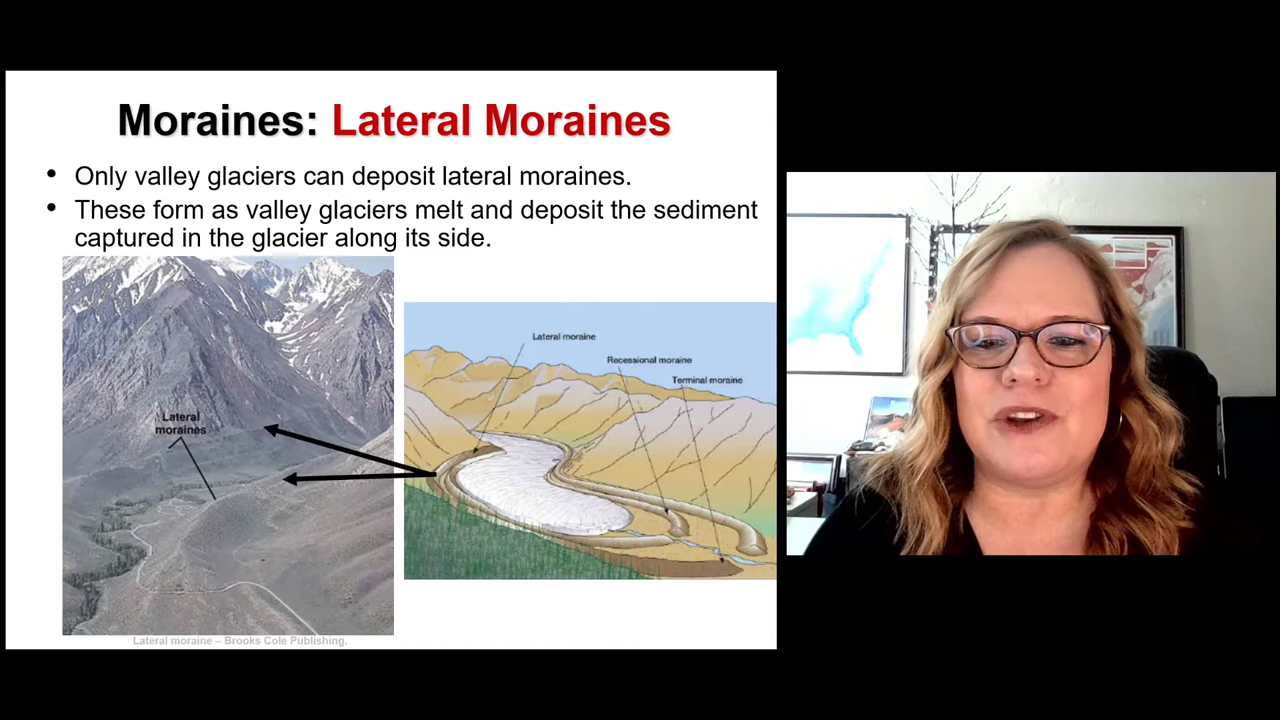 Moraines: Lateral Moraines
• Only valley glaciers can deposit lateral moraines.
• These form as valley glaciers melt and deposit the sediment
captured in the glacier along its side.
Lateral
moraines
Lateral moraine
Recessional moraine
Terminal moraine
Lateral moraine – Brooks Cole Publishing.